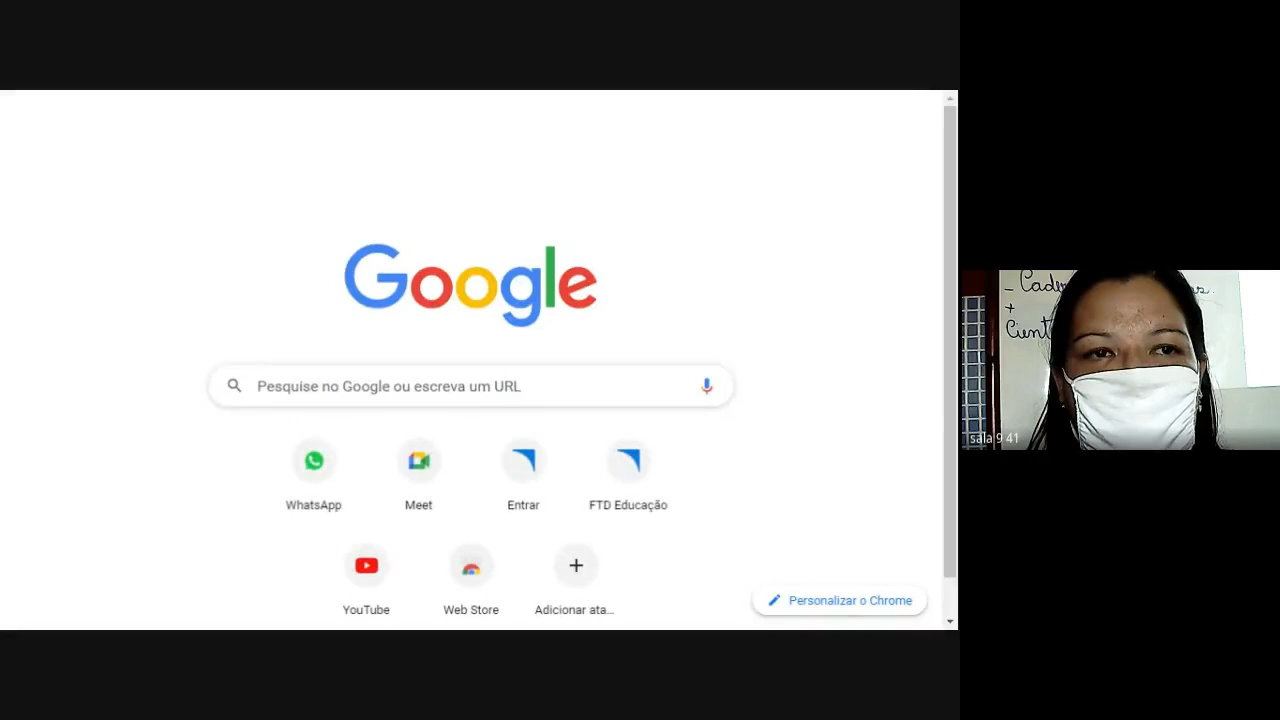 Google
Pesquise no Google ou escreva um URL
WhatsApp
Meet
Entrar
FTD Educação
YouTube
Web Store
Adicionar ata...
Personalizar o Chrome
sala 9 41